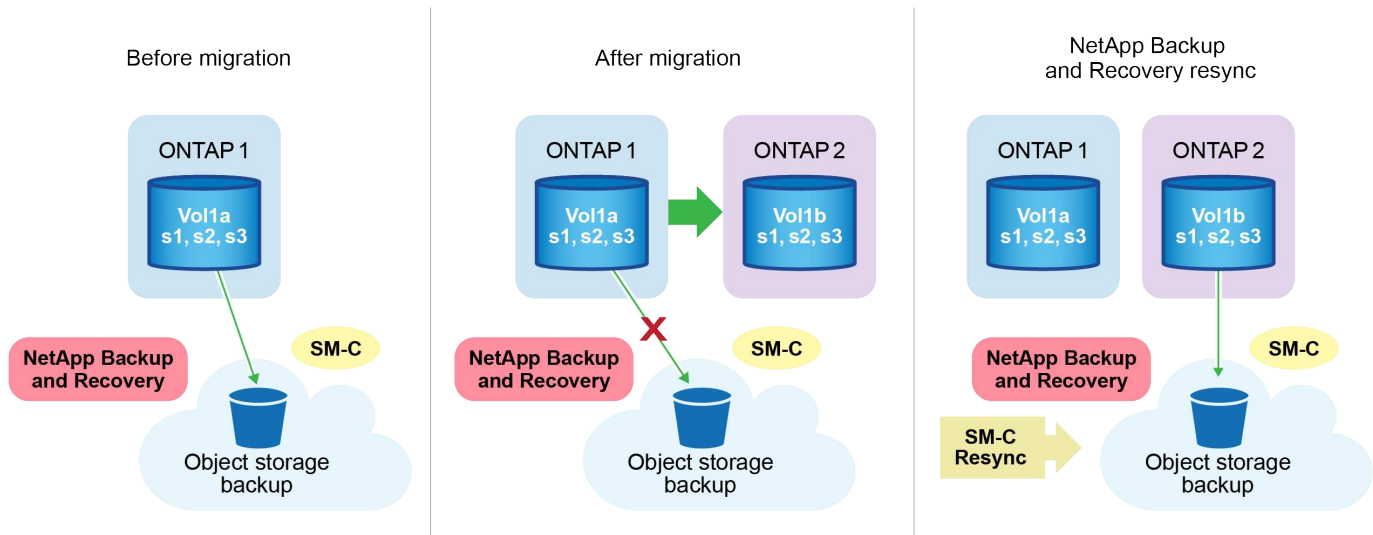 Before migration
ONTAP 1
Vol1a
s1, s2, s3
SM-C
NetApp Backup
and Recovery
Object storage
backup
After migration
ONTAP 1
ONTAP 2
Vol1a
s1, s2, s3
Vol1b
s1, s2, s3
SM-C
NetApp Backup
and Recovery
Object storage
backup
NetApp Backup
and Recovery resync
ONTAP 1
ONTAP 2
Vol1a
s1, s2, s3
Vol1b
s1, s2, s3
SM-C
NetApp Backup
and Recovery
SM-C
Resync
Object storage
backup